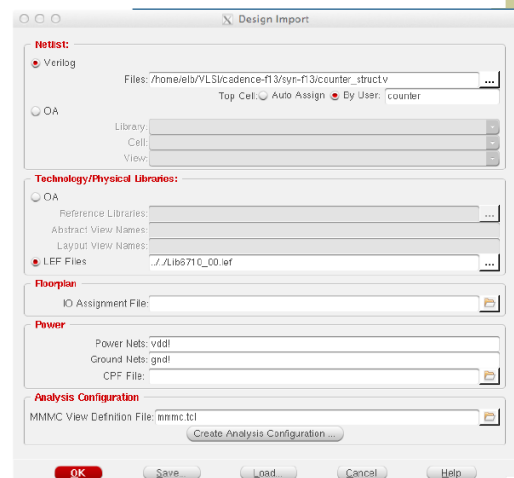 X Design Import
Netlist:
Verilog
Files: /home/elb/VLSI/cadence-f13/syn-f13/counter_struct.v ...
Top Cell: Auto Assign By User: counter
OA
Library:
Cell:
View:
Technology/Physical Libraries:
OA
Reference Libraries: ...
Abstract View Names:
Layout View Names:
LEF Files ../../Lib6710_00.lef ...
Floorplan
IO Assignment File:
Power
Power Nets: vdd!
Ground Nets: gnd!
CPF File:
Analysis Configuration
MMMC View Definition File: mmmc.tcl
Create Analysis Configuration ...
OK Save... Load... Cancel Help